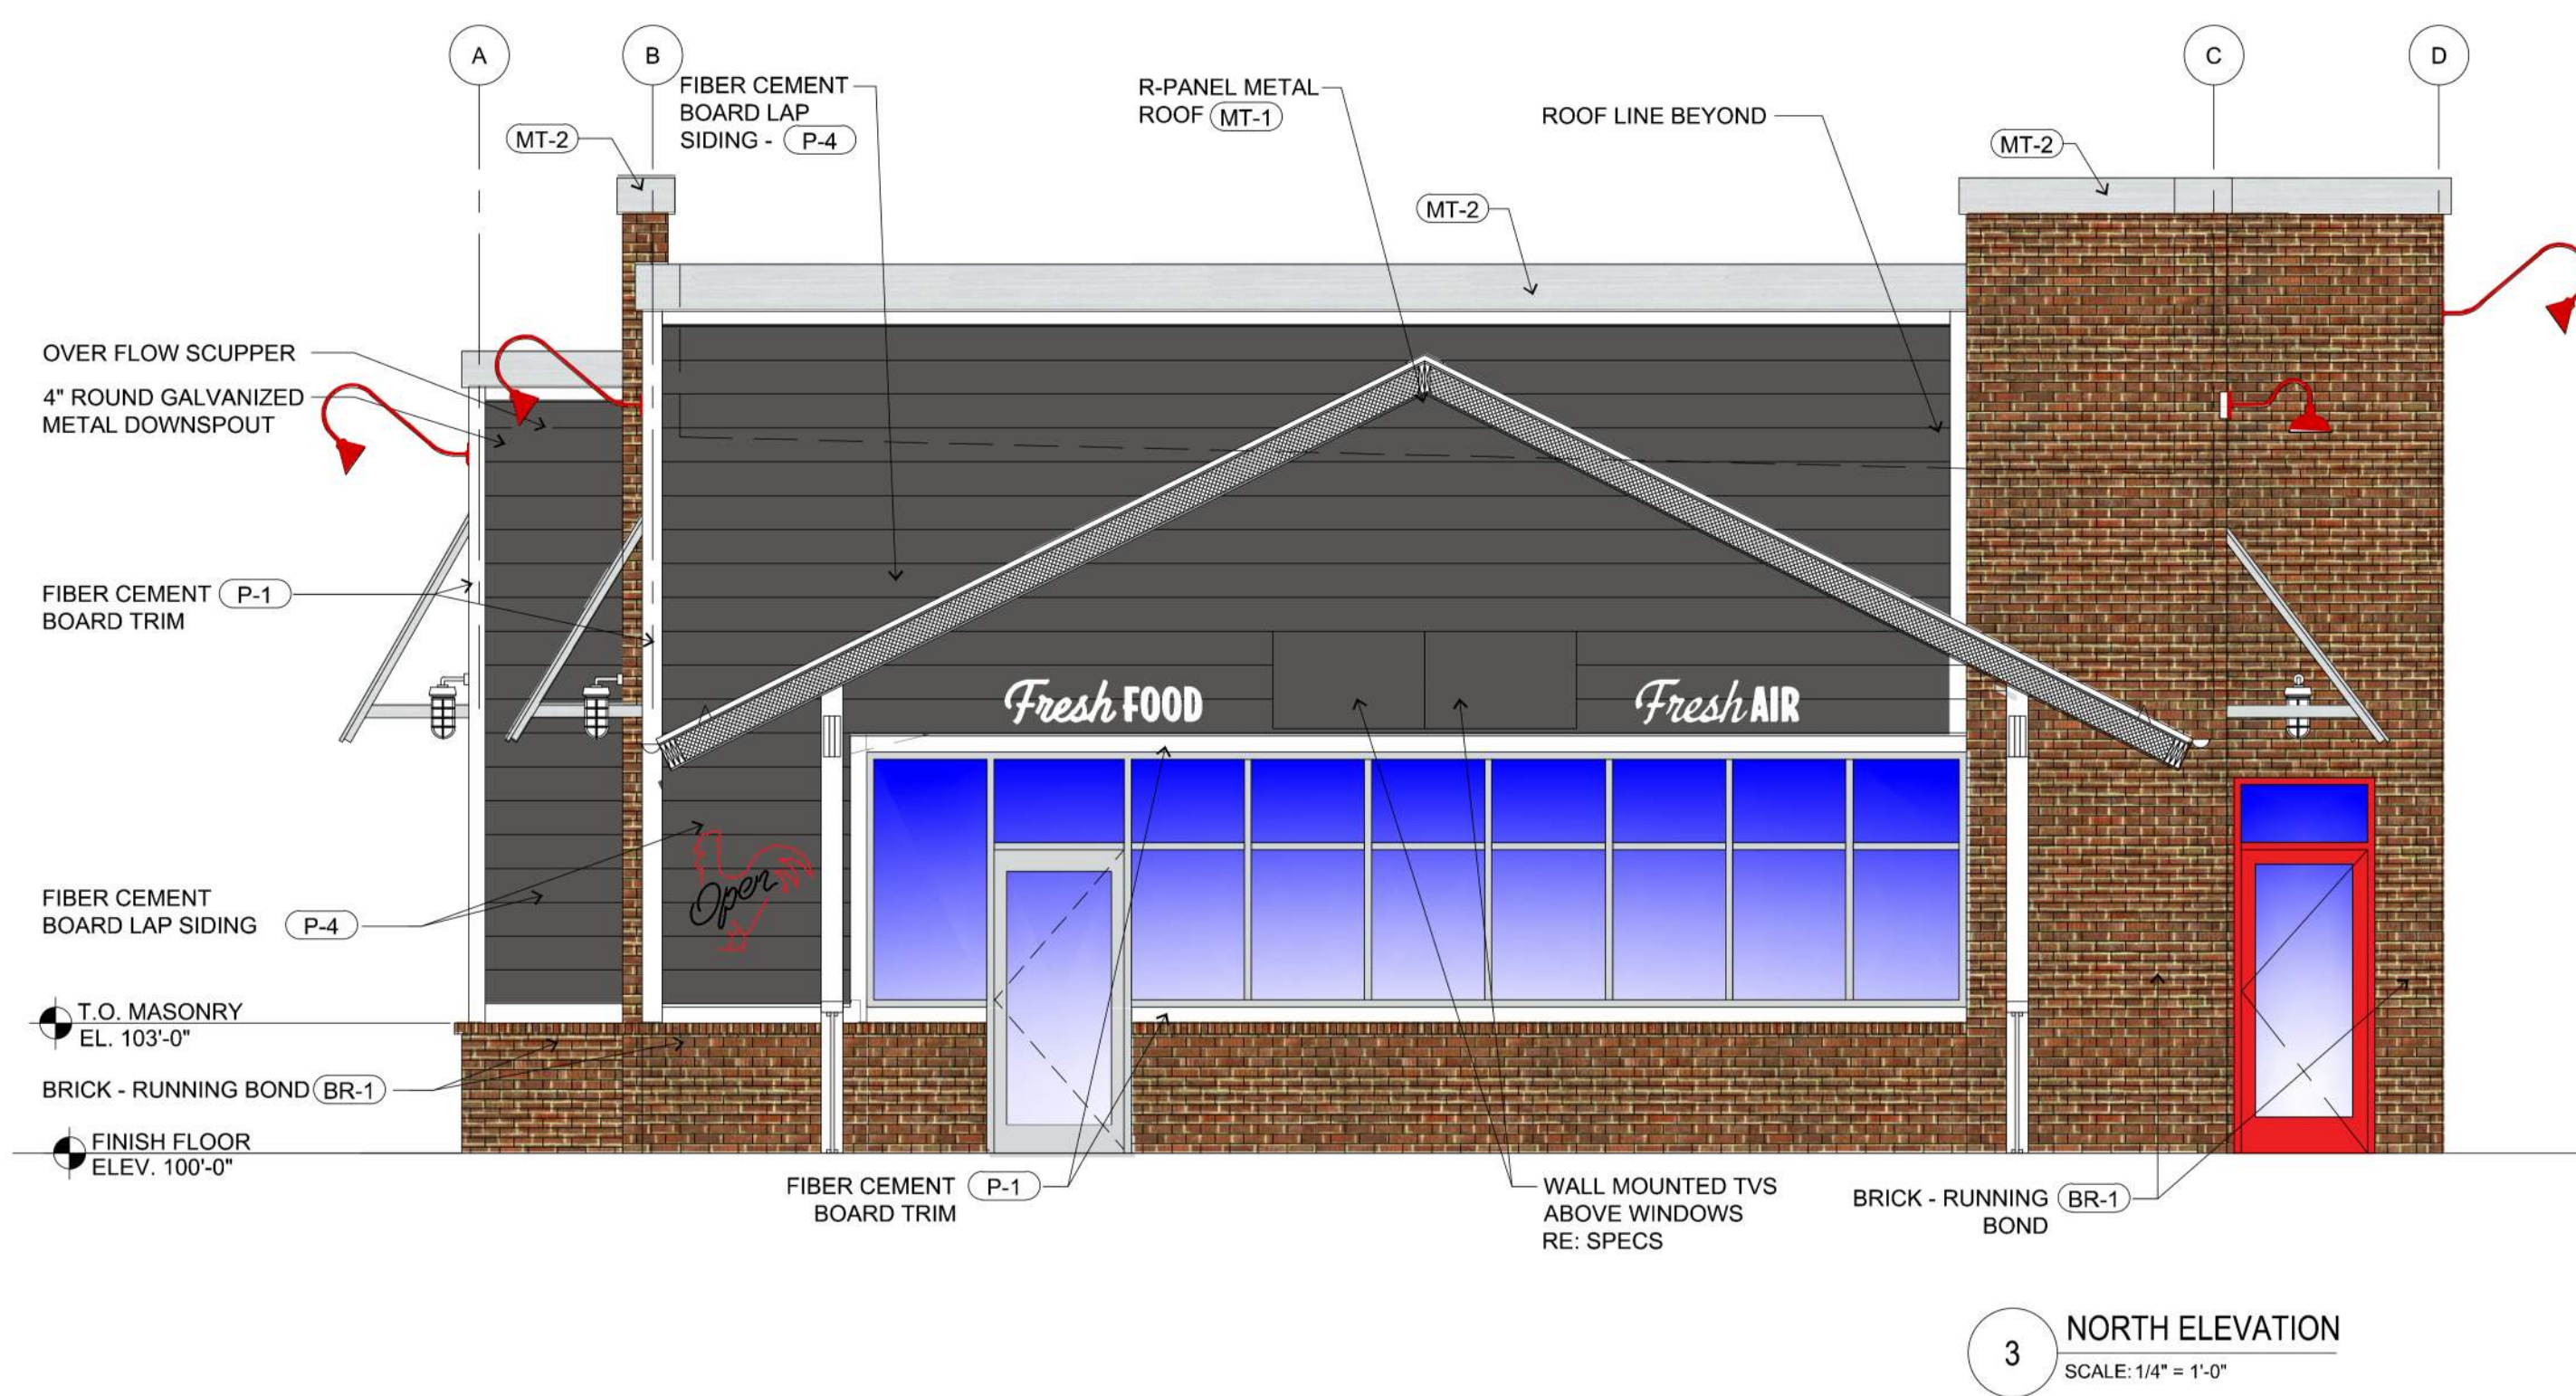 A
B
C
D
FIBER CEMENT
BOARD LAP
SIDING - P-4
R-PANEL METAL
ROOF MT-1
ROOF LINE BEYOND
MT-2
MT-2
MT-2
OVER FLOW SCUPPER
4" ROUND GALVANIZED
METAL DOWNSPOUT
FIBER CEMENT P-1
BOARD TRIM
Fresh FOOD
Fresh AIR
Open
FIBER CEMENT
BOARD LAP SIDING P-4
T.O. MASONRY
EL. 103'-0"
BRICK - RUNNING BOND BR-1
FINISH FLOOR
ELEV. 100'-0"
FIBER CEMENT P-1
BOARD TRIM
WALL MOUNTED TVS
ABOVE WINDOWS
RE: SPECS
BRICK - RUNNING BR-1
BOND
3
NORTH ELEVATION
SCALE: 1/4" = 1'-0"